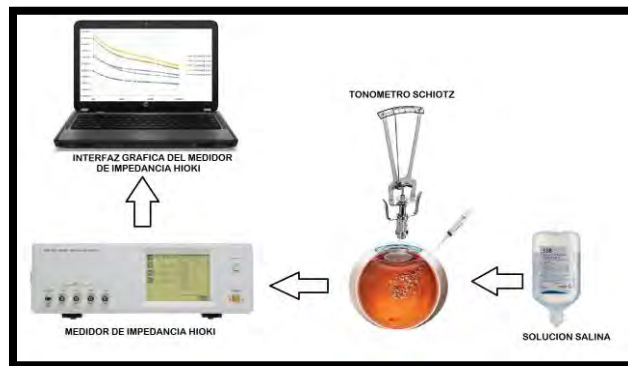 TONOMETRO SCHIOTZ
INTERFAZ GRAFICA DEL MEDIDOR
DE IMPEDANCIA HIOKI
MEDIDOR DE IMPEDANCIA HIOKI
SOLUCION SALINA